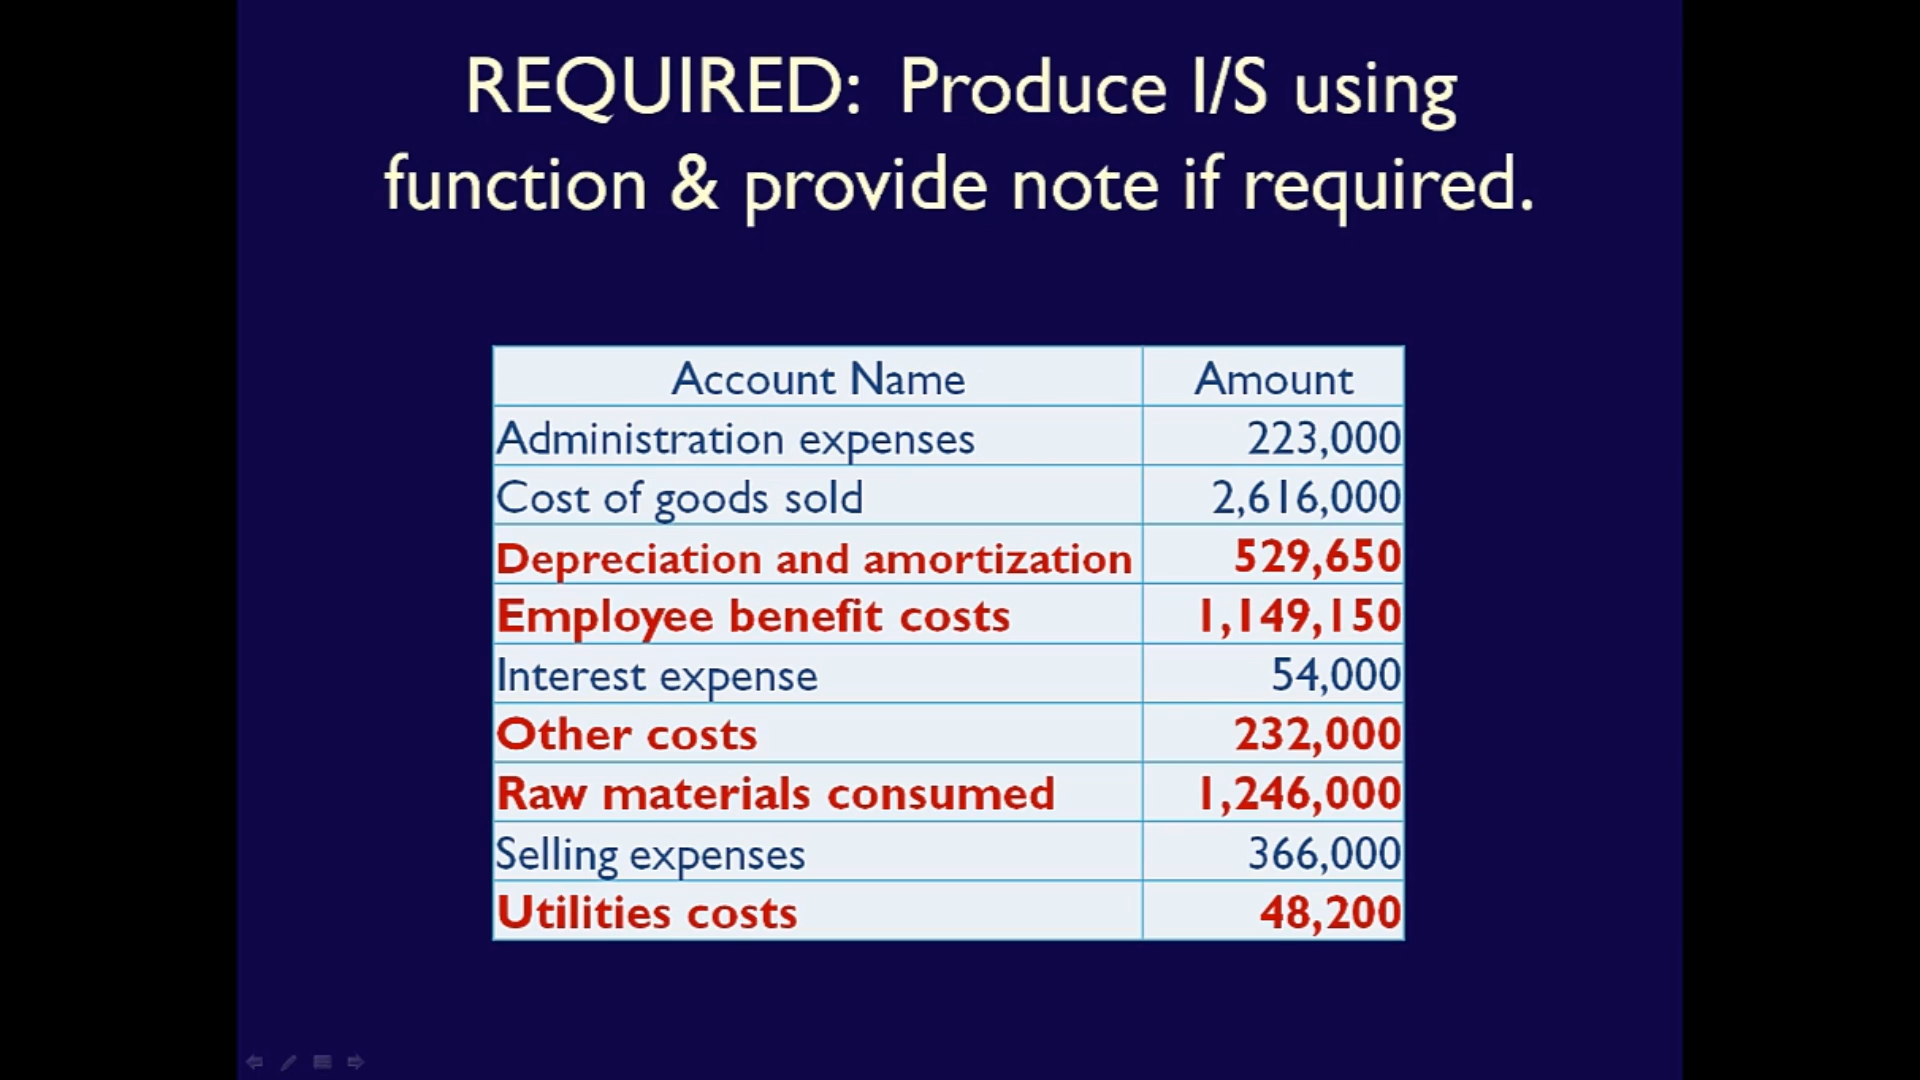 REQUIRED: Produce I/S using
function & provide note if required.
Account Name Amount
Administration expenses 223,000
Cost of goods sold 2,616,000
Depreciation and amortization 529,650
Employee benefit costs 1,149,150
Interest expense 54,000
Other costs 232,000
Raw materials consumed 1,246,000
Selling expenses 366,000
Utilities costs 48,200